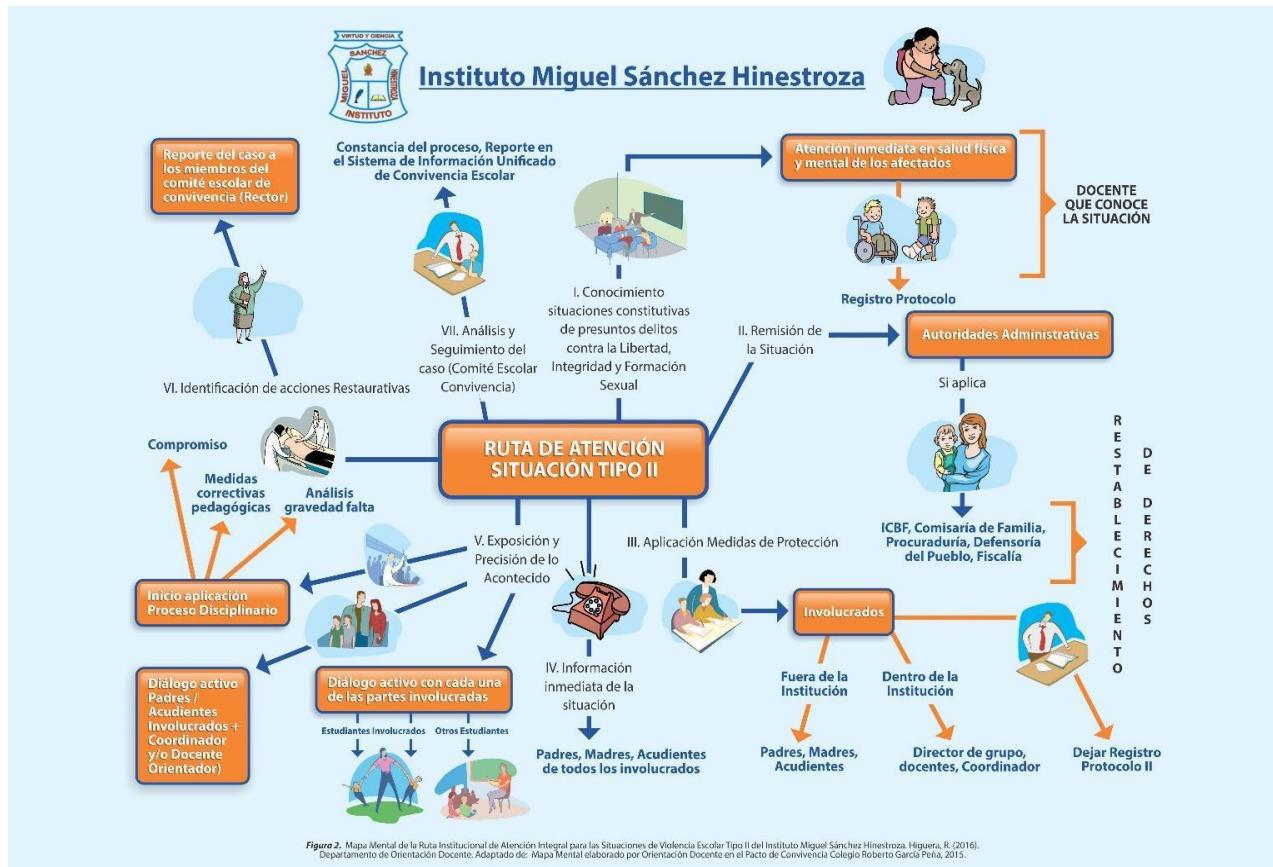 VIRTUD Y CIENCIA
SANCHEZ
MIGUEL
HINESTROZA
INSTITUTO
Instituto Miguel Sánchez Hinestroza
Reporte del caso a
los miembros del
comité escolar de
convivencia (Rector)
Constancia del proceso, Reporte en
el Sistema de Información Unificado
de Convivencia Escolar
Atención inmediata en salud física
y mental de los afectados
DOCENTE
QUE CONOCE
LA SITUACIÓN
Registro Protocolo
I. Conocimiento
situaciones constitutivas
de presuntos delitos
contra la Libertad,
Integridad y Formación
Sexual
II. Remisión de
la Situación
Autoridades Administrativas
Si aplica
VII. Análisis y
Seguimiento del
caso (Comité Escolar
Convivencia)
VI. Identificación de acciones Restaurativas
RUTA DE ATENCIÓN
SITUACIÓN TIPO II
Compromiso
Medidas
correctivas
pedagógicas
Análisis
gravedad falta
ICBF, Comisaría de Familia,
Procuraduría, Defensoría
del Pueblo, Fiscalía
RESTABLECIMIENTO
DE DERECHOS
V. Exposición y
Precisión de lo
Acontecido
III. Aplicación Medidas de Protección
Inicio aplicación
Proceso Disciplinario
Involucrados
Diálogo activo
Padres /
Acudientes
Involucrados +
Coordinador
y/o Docente
Orientador)
Diálogo activo con cada una
de las partes involucradas
Estudiantes Involucrados
Otros Estudiantes
IV. Información
inmediata de la
situación
Padres, Madres, Acudientes
de todos los involucrados
Fuera de la
Institución
Dentro de la
Institución
Padres, Madres,
Acudientes
Director de grupo,
docentes, Coordinador
Dejar Registro
Protocolo II
Figura 2. Mapa Mental de la Ruta Institucional de Atención Integral para las Situaciones de Violencia Escolar Tipo II del Instituto Miguel Sánchez Hinestroza. Higuera, R. (2016).
Departamento de Orientación Docente. Adaptado de: Mapa Mental elaborado por Orientación Docente en el Pacto de Convivencia Colegio Roberto García Peña, 2015.